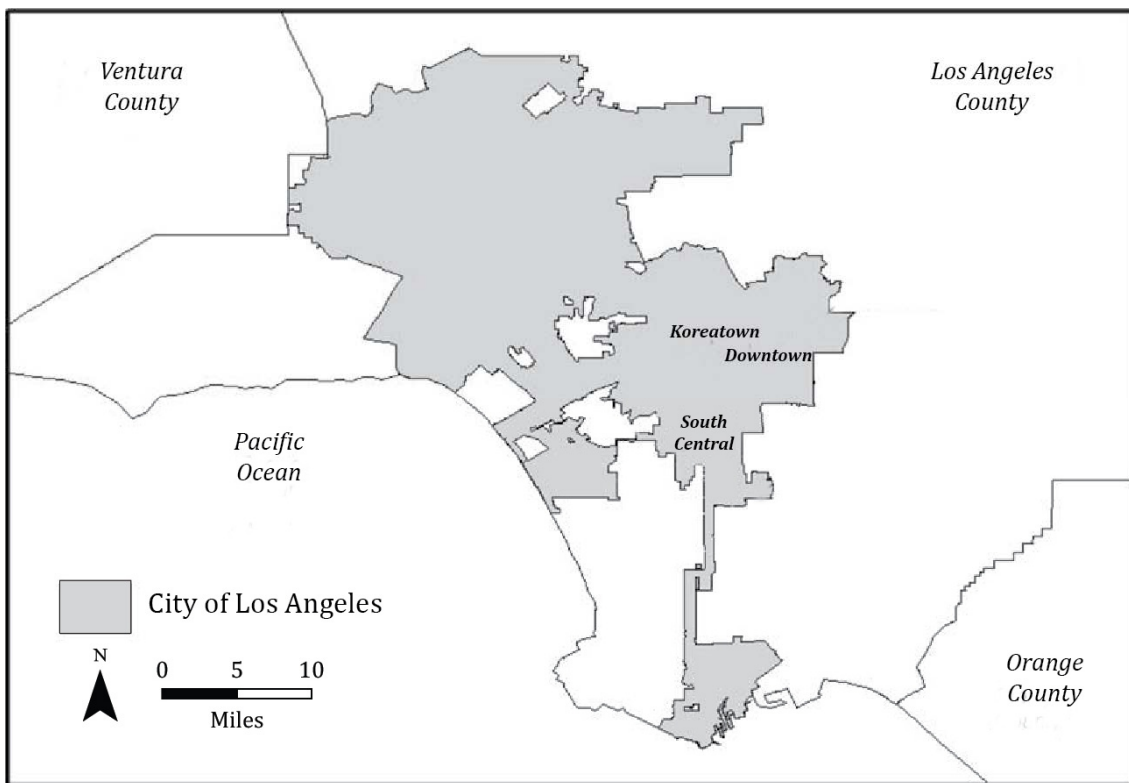 Ventura
County
Los Angeles
County
Koreatown
Downtown
South
Central
Pacific
Ocean
City of Los Angeles
N
0 5 10
Miles
Orange
County